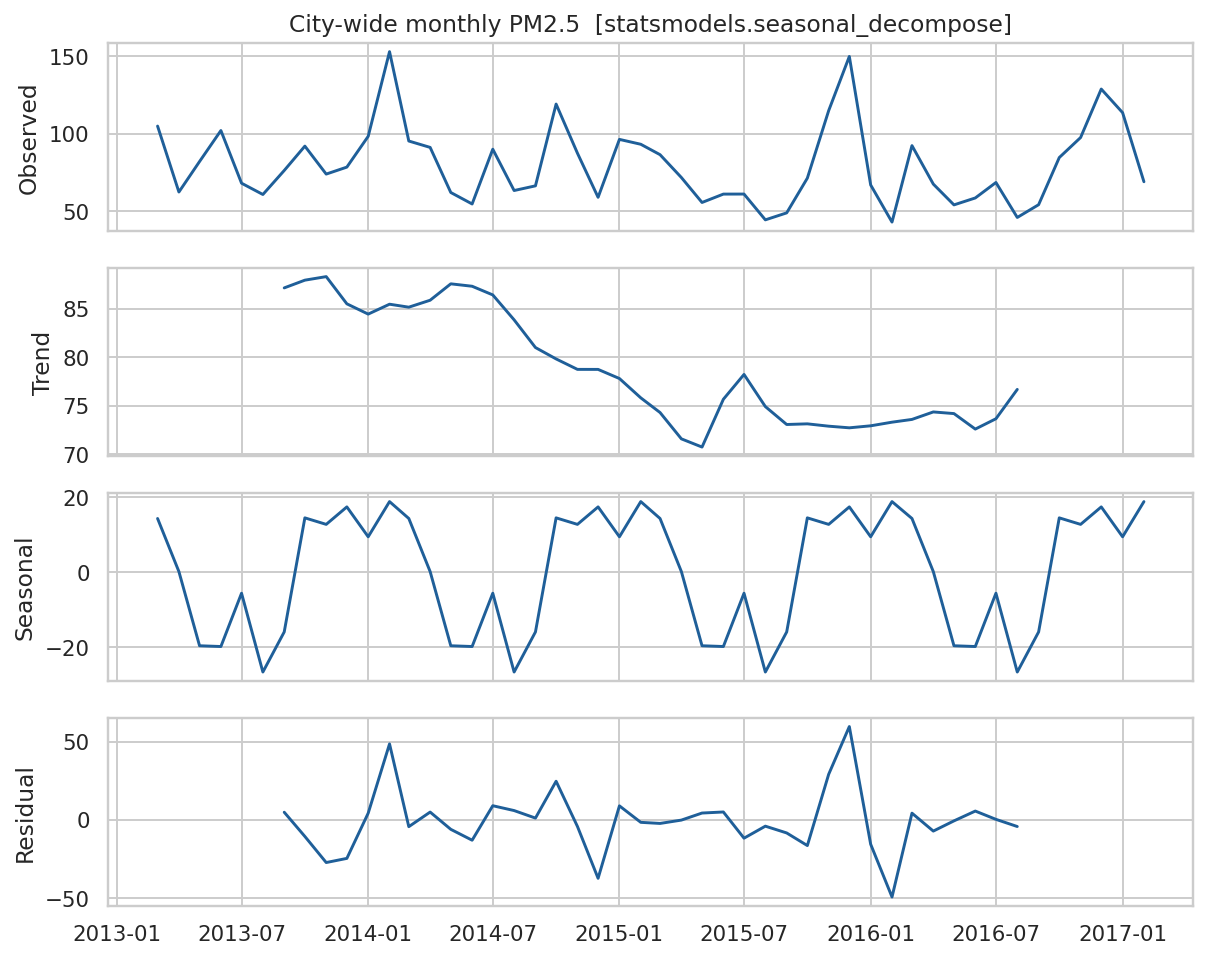 City-wide monthly PM2.5  [statsmodels.seasonal_decompose]
Observed
150
100
50
Trend
85
80
75
70
Seasonal
20
0
−20
Residual
50
0
−50
2013-01 2013-07 2014-01 2014-07 2015-01 2015-07 2016-01 2016-07 2017-01